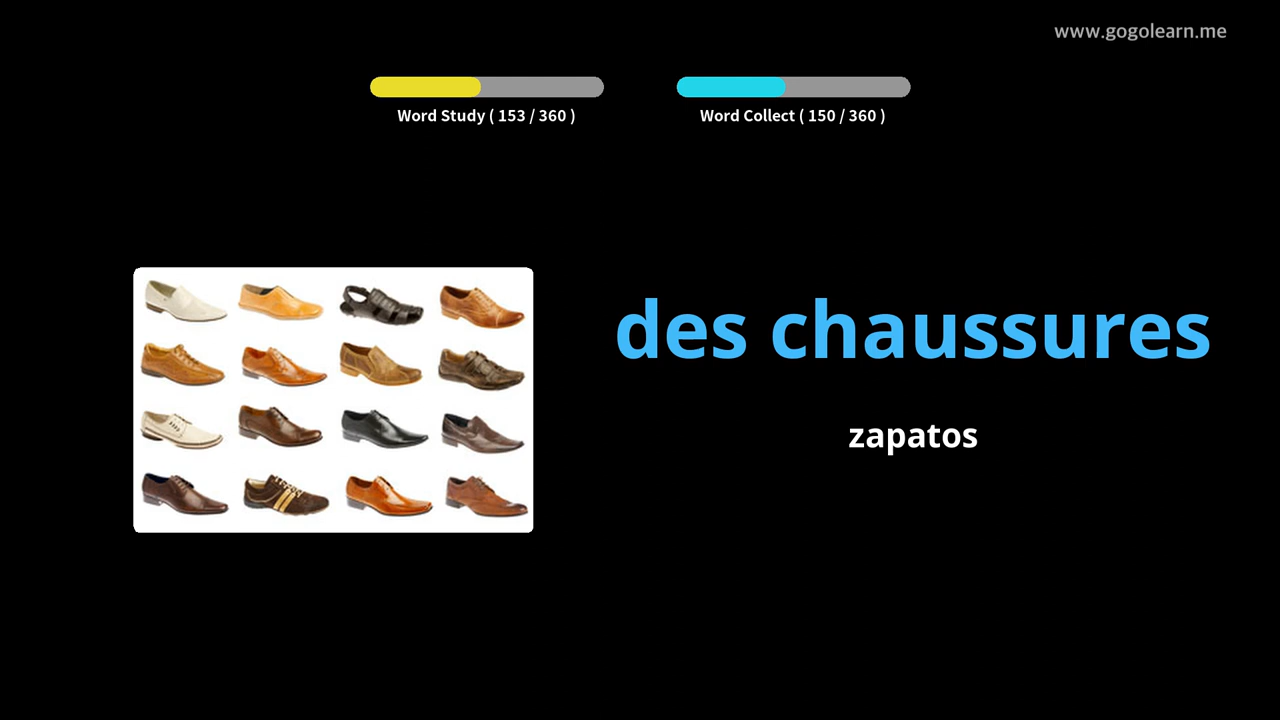 www.gogolearn.me
Word Study ( 153 / 360 )
Word Collect ( 150 / 360 )
des chaussures
zapatos